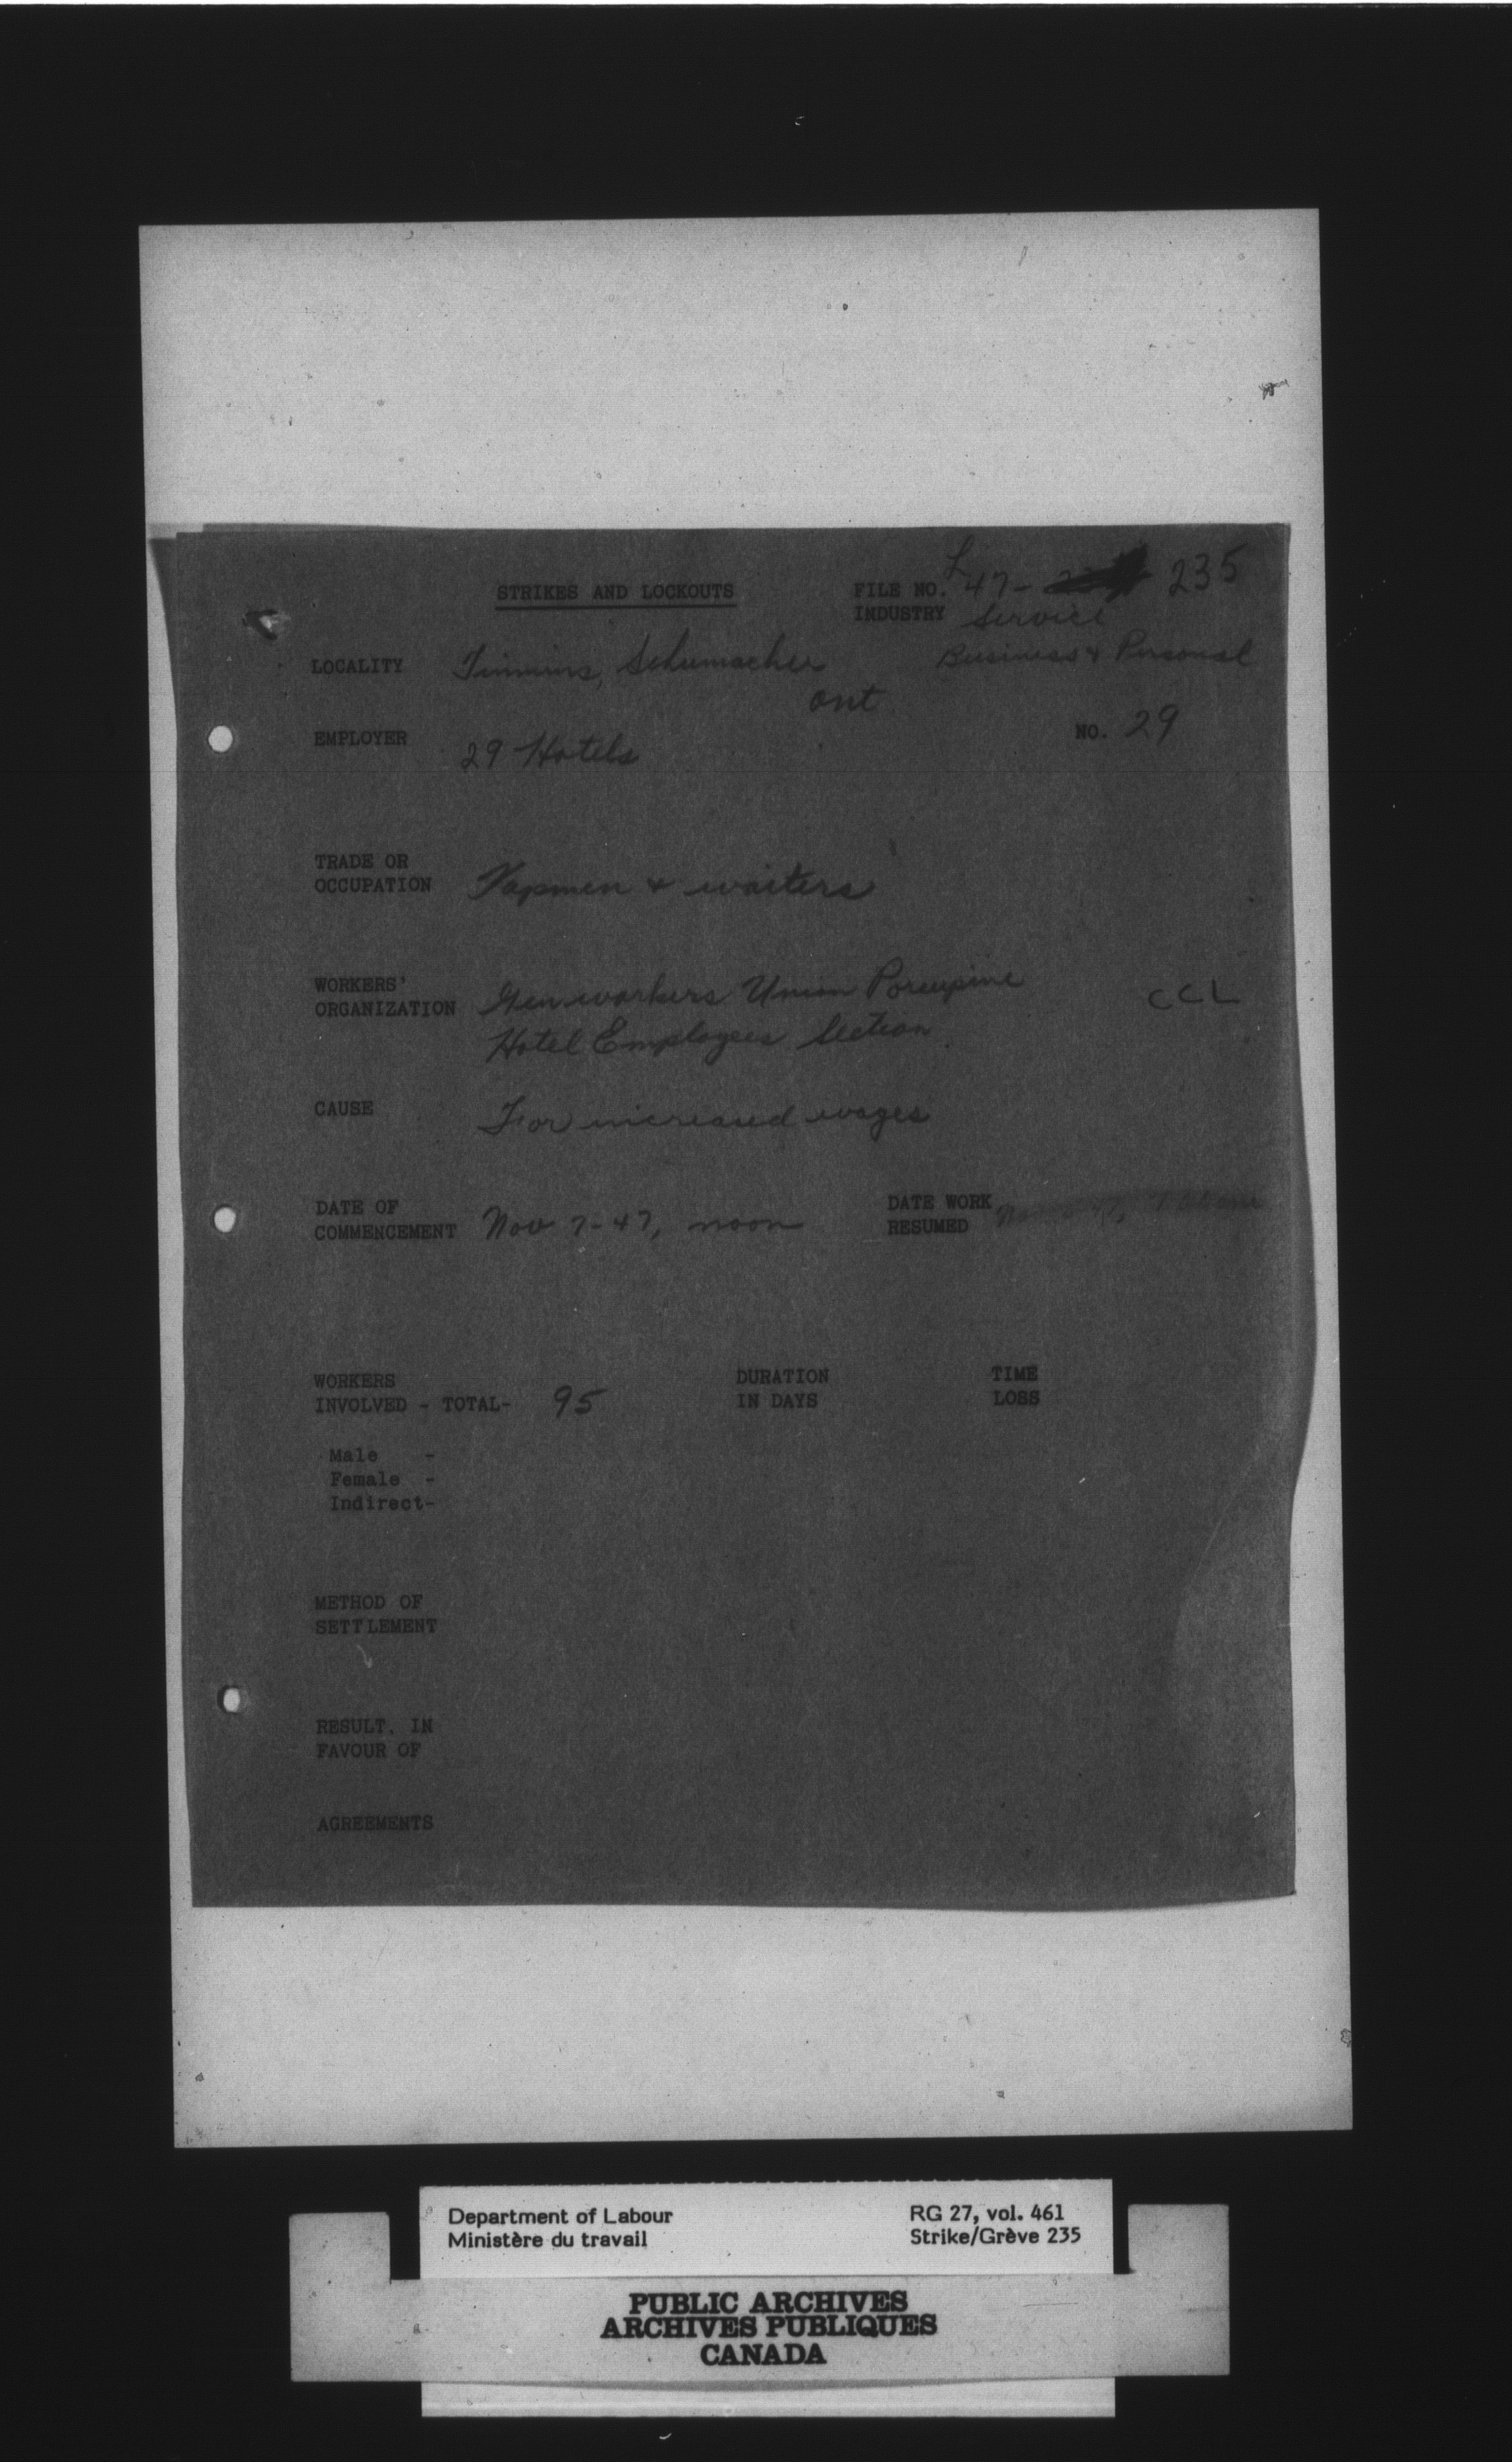 STRIKES AND LOCKOUTS
FILE NO. L 47- 235
INDUSTRY Service
Business & Personal
LOCALITY Timmins, Schumacher
Ont
EMPLOYER 29 Hotels
NO. 29
TRADE OR
OCCUPATION Tapmen & waiters
WORKERS'
ORGANIZATION Gen workers Union Porcupine
Hotel Employees Section
CCL
CAUSE For increased wages
DATE OF
COMMENCEMENT Nov 7-47, noon
DATE WORK
RESUMED
WORKERS
INVOLVED - TOTAL- 95
DURATION
IN DAYS
TIME
LOSS
Male -
Female -
Indirect-
METHOD OF
SETTLEMENT
RESULT. IN
FAVOUR OF
AGREEMENTS
Department of Labour
Ministère du travail
RG 27, vol. 461
Strike/Grève 235
PUBLIC ARCHIVES
ARCHIVES PUBLIQUES
CANADA